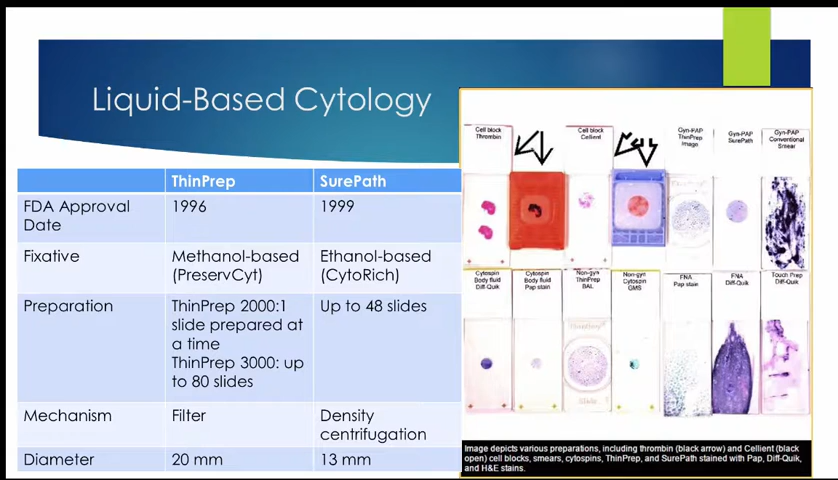 Liquid-Based Cytology
ThinPrep SurePath
FDA Approval 1996 1999
Date
Fixative Methanol-based Ethanol-based
(PreservCyt) (CytoRich)
Preparation ThinPrep 2000:1 Up to 48 slides
slide prepared at
a time
ThinPrep 3000: up
to 80 slides
Mechanism Filter Density
centrifugation
Diameter 20 mm 13 mm
Cell block
Thrombin
Cell block
Cellient
Gyn-PAP
ThinPrep
Image
Gyn-PAP
SurePath
Gyn-PAP
Conventional
Smear
Cytospin
Body fluid
Diff-Quik
Cytospin
Body fluid
Pap stain
Non-gyn
ThinPrep
BAL
Non-gyn
Cytospin
GMS
FNA
Pap stain
FNA
Diff-Quik
Touch Prep
Diff-Quik
Image depicts various preparations, including thrombin (black arrow) and Cellient (black
open) cell blocks, smears, cytospins, ThinPrep, and SurePath stained with Pap, Diff-Quik,
and H&E stains.